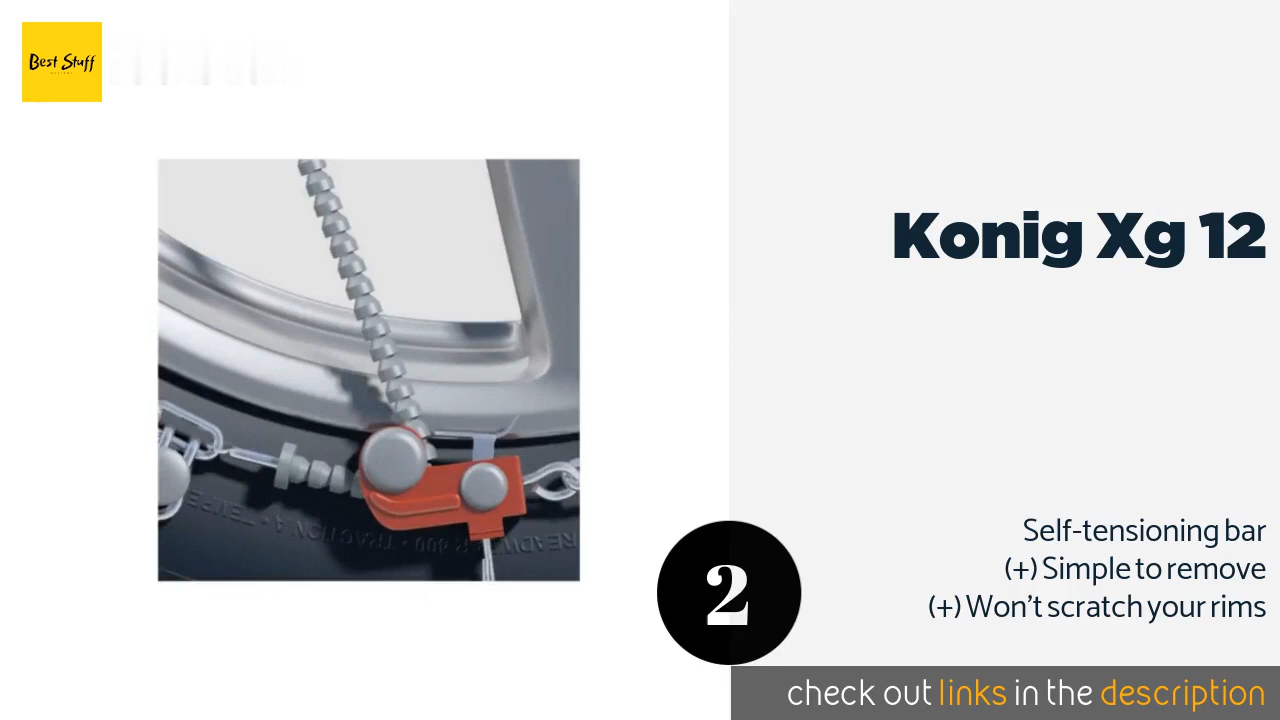 Best Stuff
Konig Xg 12
Self-tensioning bar
(+) Simple to remove
(+) Won't scratch your rims
2
check out links in the description